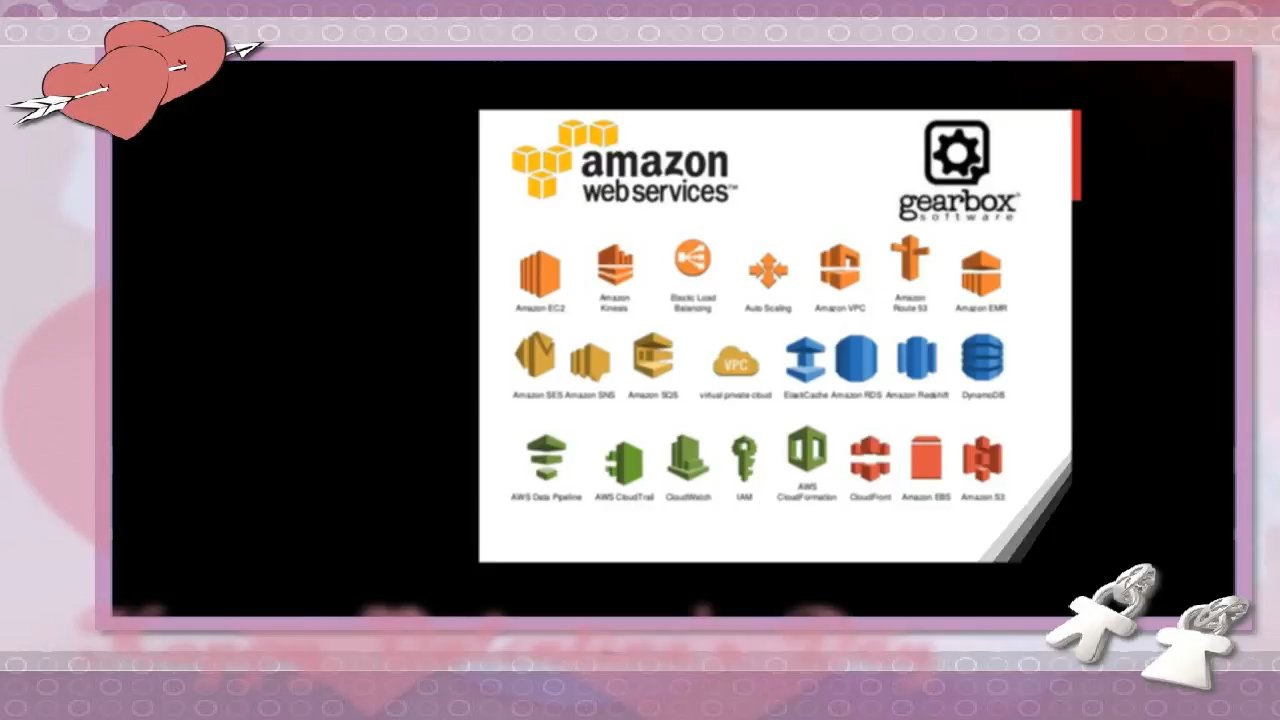 amazon
web services™
gearbox
software
Amazon EC2
Amazon
Kinesis
Elastic Load
Balancing
Auto Scaling
Amazon VPC
Amazon
Route 53
Amazon EMR
VPC
Amazon SES Amazon SNS Amazon SQS virtual private cloud ElastiCache Amazon RDS Amazon Redshift DynamoDB
AWS Data Pipeline AWS CloudTrail CloudWatch IAM
AWS
CloudFormation
CloudFront Amazon EBS Amazon S3